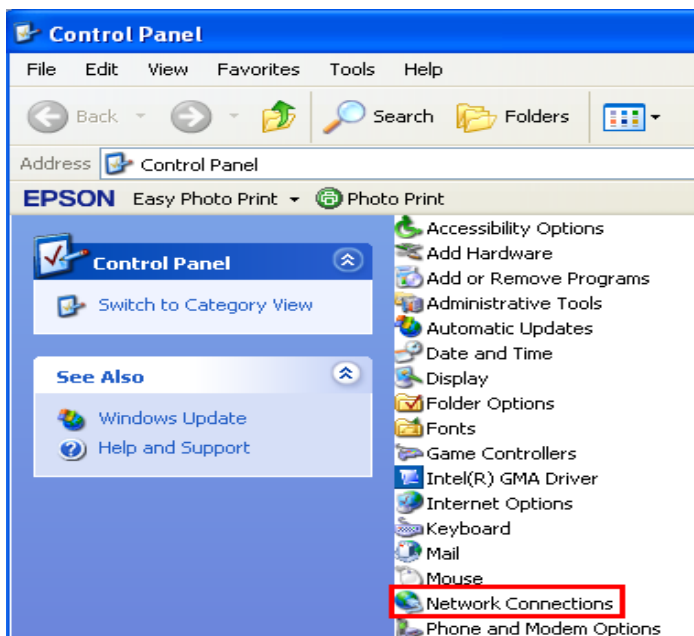 Control Panel
File Edit View Favorites Tools Help
Back Search Folders
Address Control Panel
EPSON Easy Photo Print Photo Print
Control Panel
Switch to Category View
See Also
Windows Update
Help and Support
Accessibility Options
Add Hardware
Add or Remove Programs
Administrative Tools
Automatic Updates
Date and Time
Display
Folder Options
Fonts
Game Controllers
Intel(R) GMA Driver
Internet Options
Keyboard
Mail
Mouse
Network Connections
Phone and Modem Options